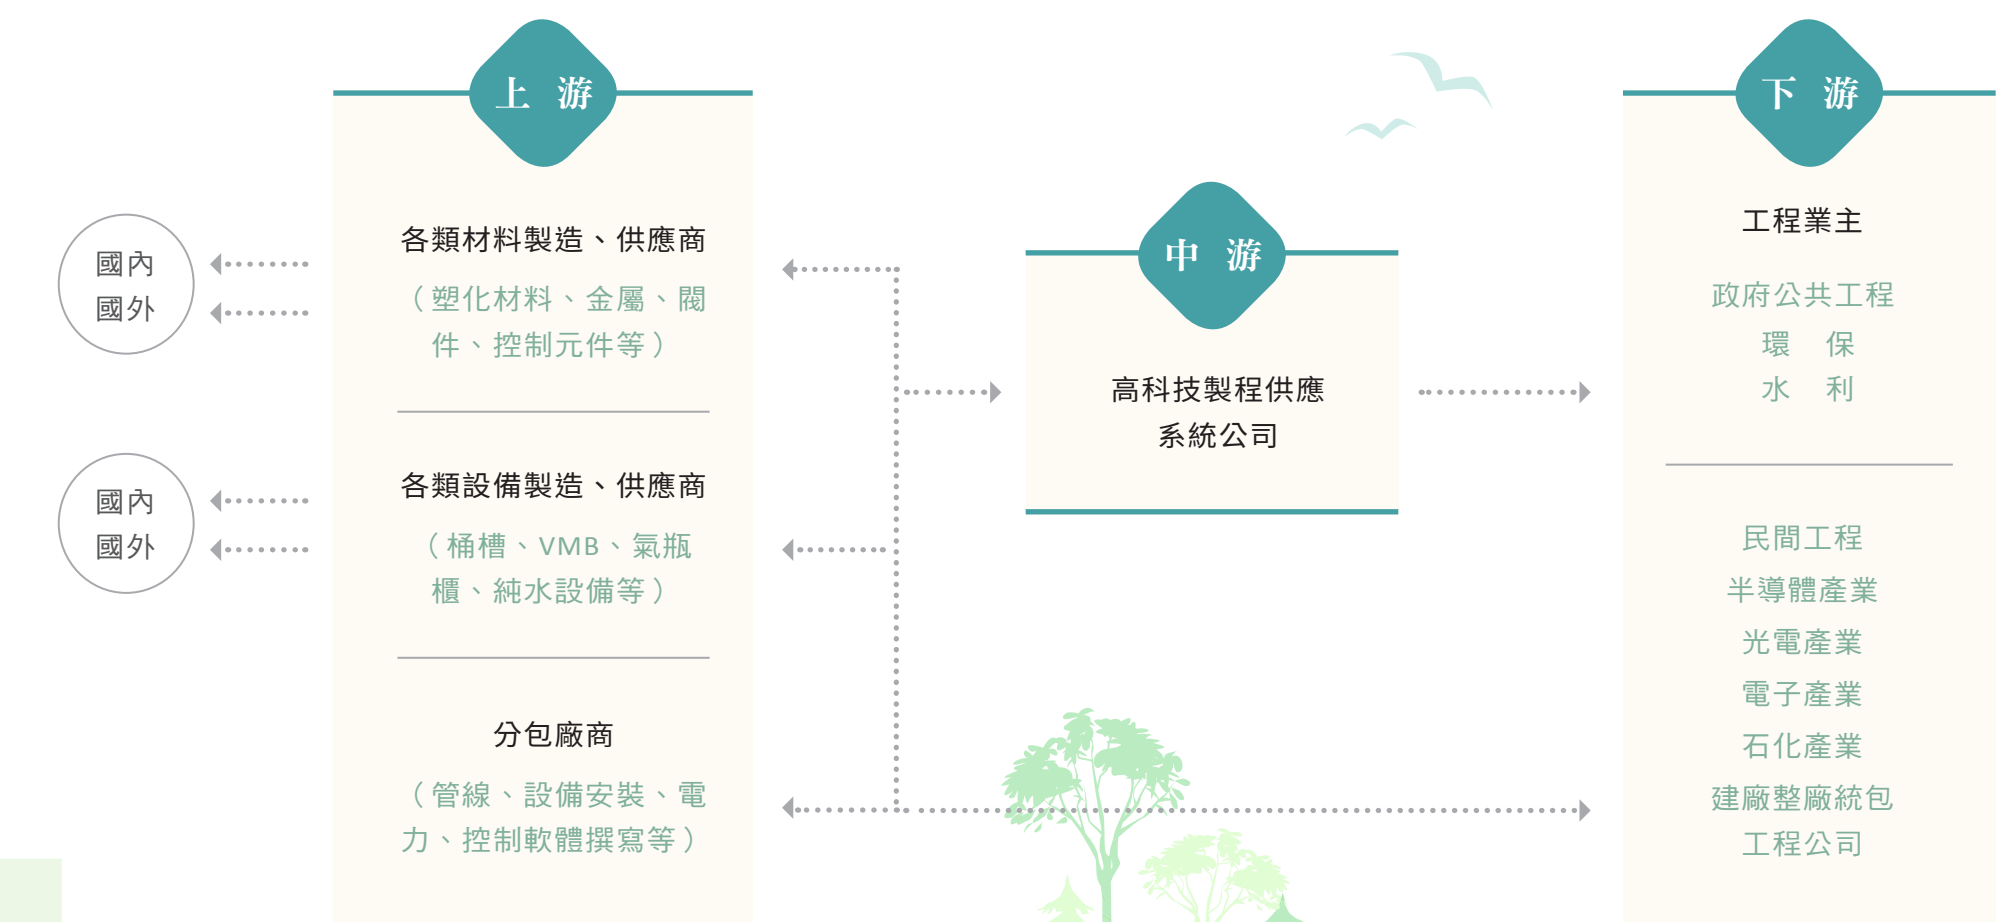 國內
國外
國內
國外
上游
各類材料製造、供應商
（塑化材料、金屬、閥
件、控制元件等）
各類設備製造、供應商
（桶槽、VMB、氣瓶
櫃、純水設備等）
分包廠商
（管線、設備安裝、電
力、控制軟體撰寫等）
中游
高科技製程供應
系統公司
下游
工程業主
政府公共工程
環 保
水 利
民間工程
半導體產業
光電產業
電子產業
石化產業
建廠整廠統包
工程公司